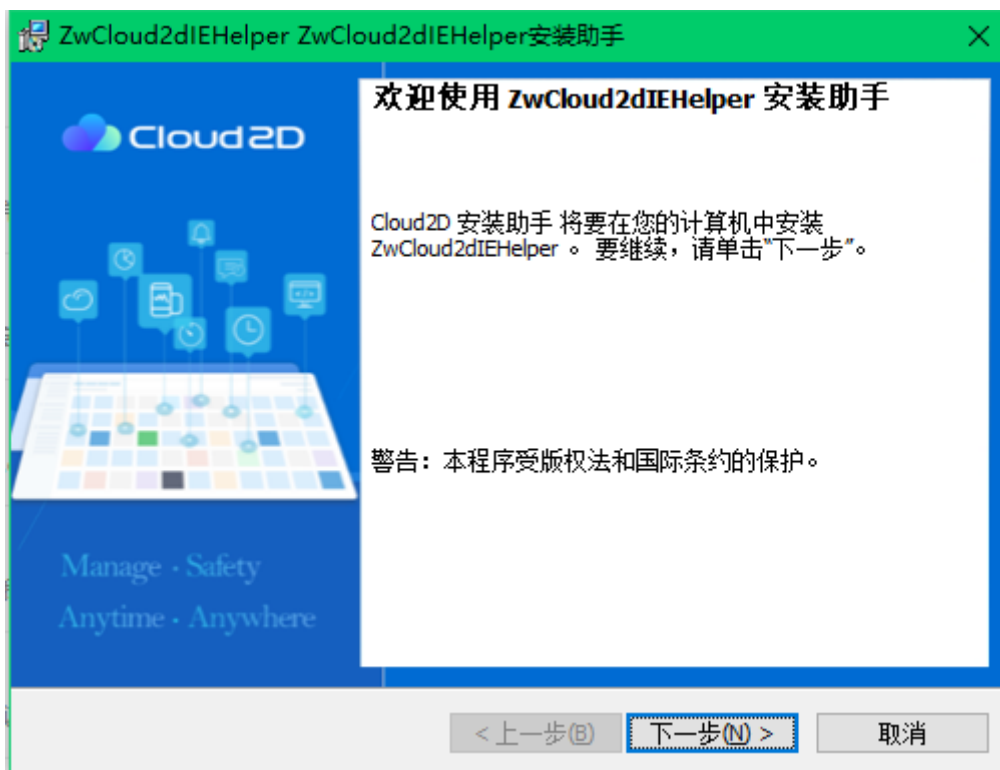 ZwCloud2dIEHelper ZwCloud2dIEHelper安装助手
Cloud2D
Manage · Safety
Anytime · Anywhere
欢迎使用 ZwCloud2dIEHelper 安装助手
Cloud2D 安装助手 将要在您的计算机中安装
ZwCloud2dIEHelper 。 要继续，请单击"下一步"。
警告：本程序受版权法和国际条约的保护。
<上一步(B)
下一步(N) >
取消